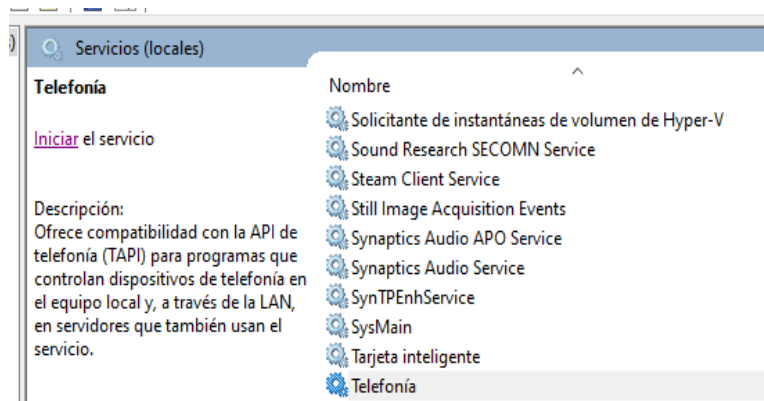 Servicios (locales)
Telefonía
Iniciar el servicio
Descripción:
Ofrece compatibilidad con la API de
telefonía (TAPI) para programas que
controlan dispositivos de telefonía en
el equipo local y, a través de la LAN,
en servidores que también usan el
servicio.
Nombre
Solicitante de instantáneas de volumen de Hyper-V
Sound Research SECOMN Service
Steam Client Service
Still Image Acquisition Events
Synaptics Audio APO Service
Synaptics Audio Service
SynTPEnhService
SysMain
Tarjeta inteligente
Telefonía